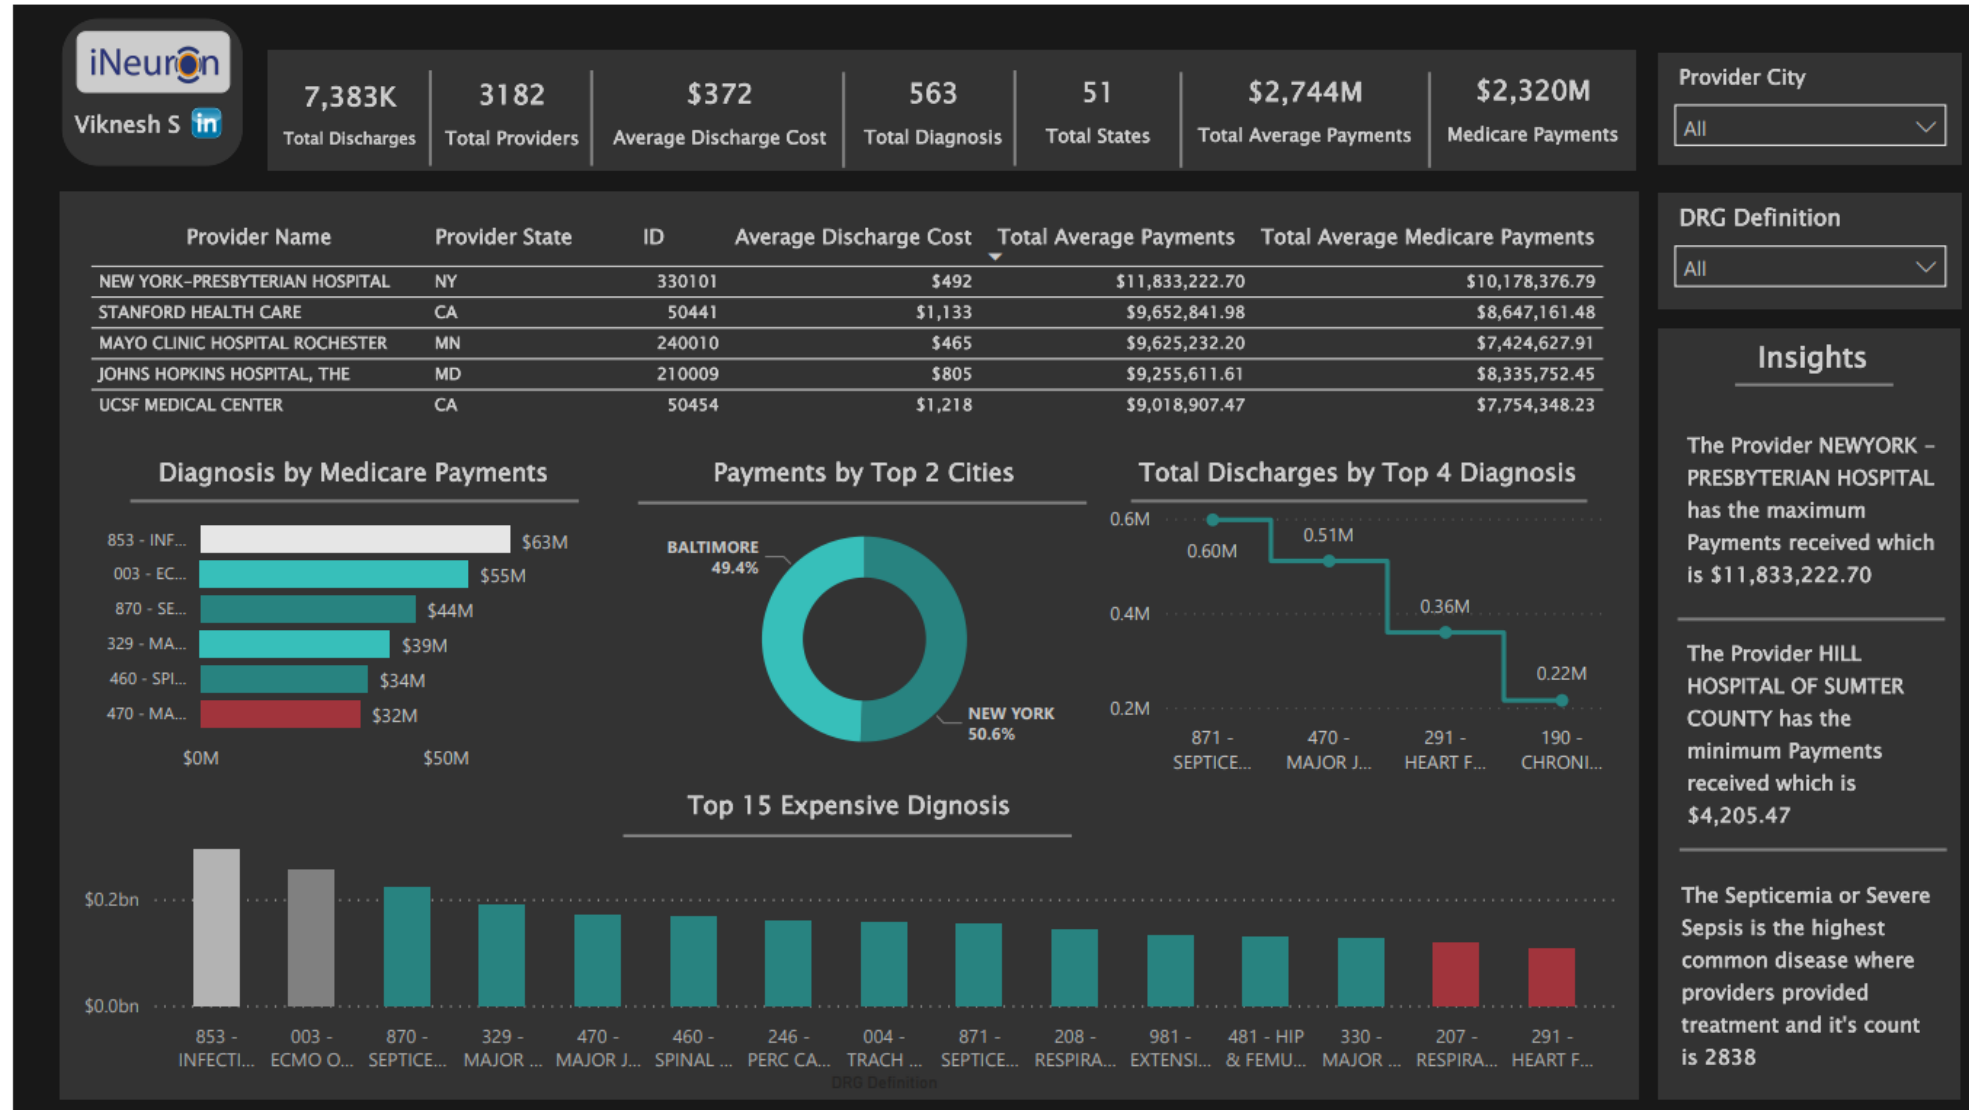 iNeuron
Viknesh S in
7,383K
Total Discharges
3182
Total Providers
$372
Average Discharge Cost
563
Total Diagnosis
51
Total States
$2,744M
Total Average Payments
$2,320M
Medicare Payments
Provider City
All
DRG Definition
All
Provider Name Provider State ID Average Discharge Cost Total Average Payments Total Average Medicare Payments
NEW YORK-PRESBYTERIAN HOSPITAL NY 330101 $492 $11,833,222.70 $10,178,376.79
STANFORD HEALTH CARE CA 50441 $1,133 $9,652,841.98 $8,647,161.48
MAYO CLINIC HOSPITAL ROCHESTER MN 240010 $465 $9,625,232.20 $7,424,627.91
JOHNS HOPKINS HOSPITAL, THE MD 210009 $805 $9,255,611.61 $8,335,752.45
UCSF MEDICAL CENTER CA 50454 $1,218 $9,018,907.47 $7,754,348.23
Diagnosis by Medicare Payments
853 - INF... $63M
003 - EC... $55M
870 - SE... $44M
329 - MA... $39M
460 - SPI... $34M
470 - MA... $32M
$0M $50M
Payments by Top 2 Cities
BALTIMORE
49.4%
NEW YORK
50.6%
Total Discharges by Top 4 Diagnosis
0.6M
0.4M
0.2M
0.60M
0.51M
0.36M
0.22M
871 -
SEPTICE...
470 -
MAJOR J...
291 -
HEART F...
190 -
CHRONI...
Top 15 Expensive Dignosis
$0.2bn
$0.0bn
853 -
INFECTI...
003 -
ECMO O...
870 -
SEPTICE...
329 -
MAJOR ...
470 -
MAJOR J...
460 -
SPINAL ...
246 -
PERC CA...
004 -
TRACH ...
871 -
SEPTICE...
208 -
RESPIRA...
981 -
EXTENSI...
481 - HIP
& FEMU...
330 -
MAJOR ...
207 -
RESPIRA...
291 -
HEART F...
DRG Definition
Insights
The Provider NEWYORK -
PRESBYTERIAN HOSPITAL
has the maximum
Payments received which
is $11,833,222.70
The Provider HILL
HOSPITAL OF SUMTER
COUNTY has the
minimum Payments
received which is
$4,205.47
The Septicemia or Severe
Sepsis is the highest
common disease where
providers provided
treatment and it's count
is 2838